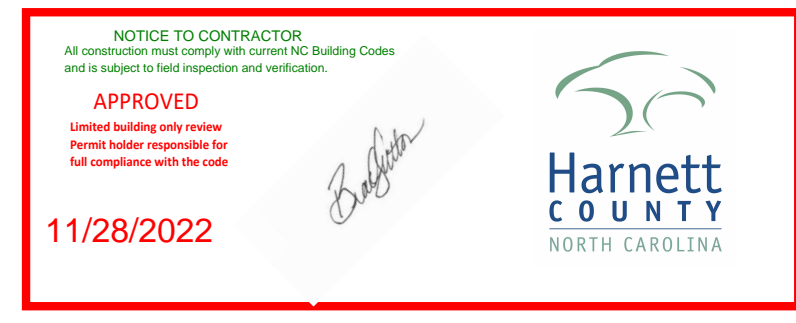 NOTICE TO CONTRACTOR
All construction must comply with current NC Building Codes
and is subject to field inspection and verification.
APPROVED
Limited building only review
Permit holder responsible for
full compliance with the code
11/28/2022
Harnett
COUNTY
NORTH CAROLINA